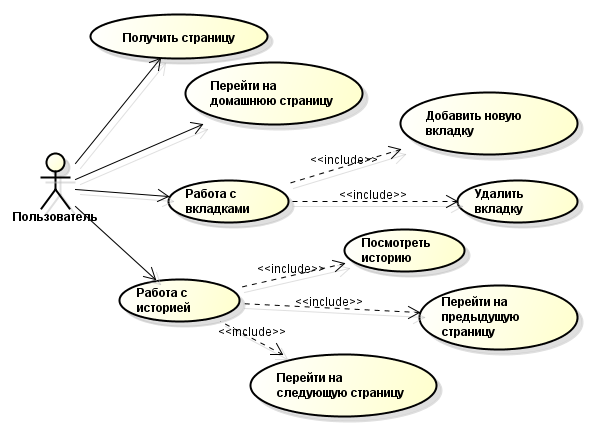 Получить страницу
Перейти на
домашнюю страницу
Добавить новую
вкладку
<<include>>
Пользователь
Работа с
вкладками
<<include>>
Удалить
вкладку
Посмотреть
историю
<<include>>
Работа с
историей
<<include>>
Перейти на
предыдущую
страницу
<<include>>
Перейти на
следующую страницу